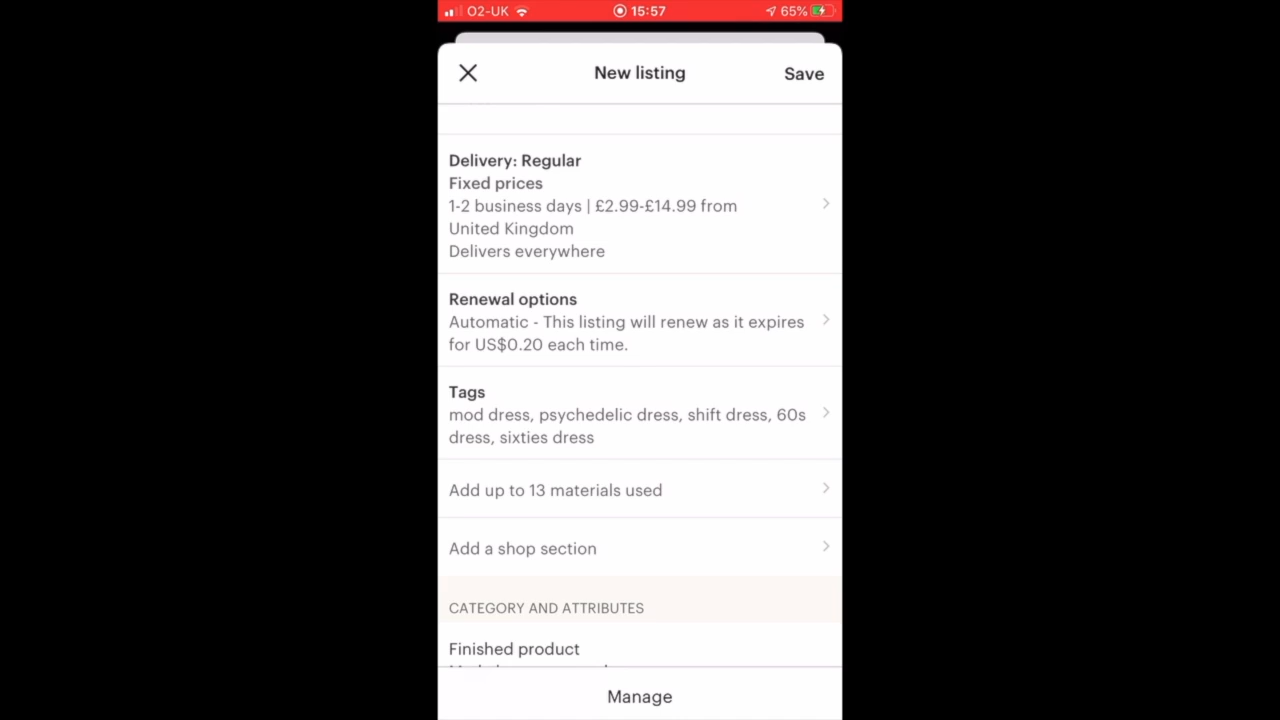 O2-UK 15:57 65%
New listing Save
Delivery: Regular
Fixed prices
1-2 business days | £2.99-£14.99 from
United Kingdom
Delivers everywhere
Renewal options
Automatic - This listing will renew as it expires
for US$0.20 each time.
Tags
mod dress, psychedelic dress, shift dress, 60s
dress, sixties dress
Add up to 13 materials used
Add a shop section
CATEGORY AND ATTRIBUTES
Finished product
Manage